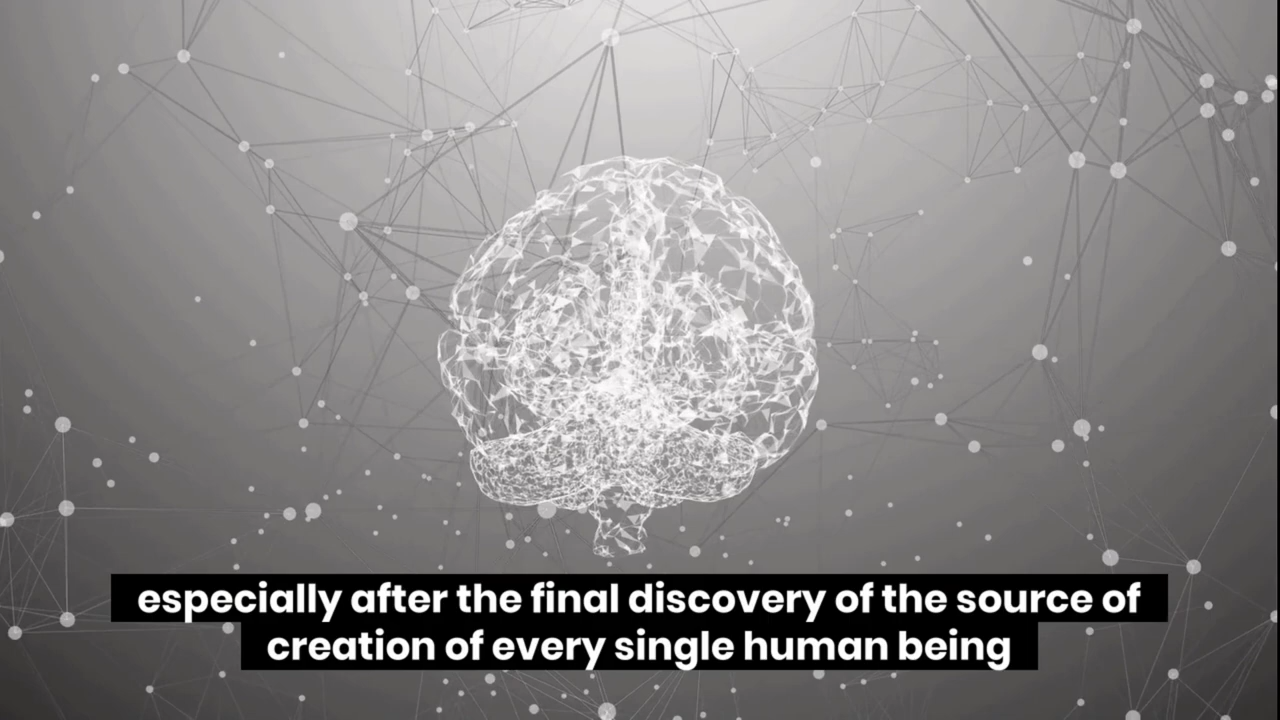 especially after the final discovery of the source of
creation of every single human being